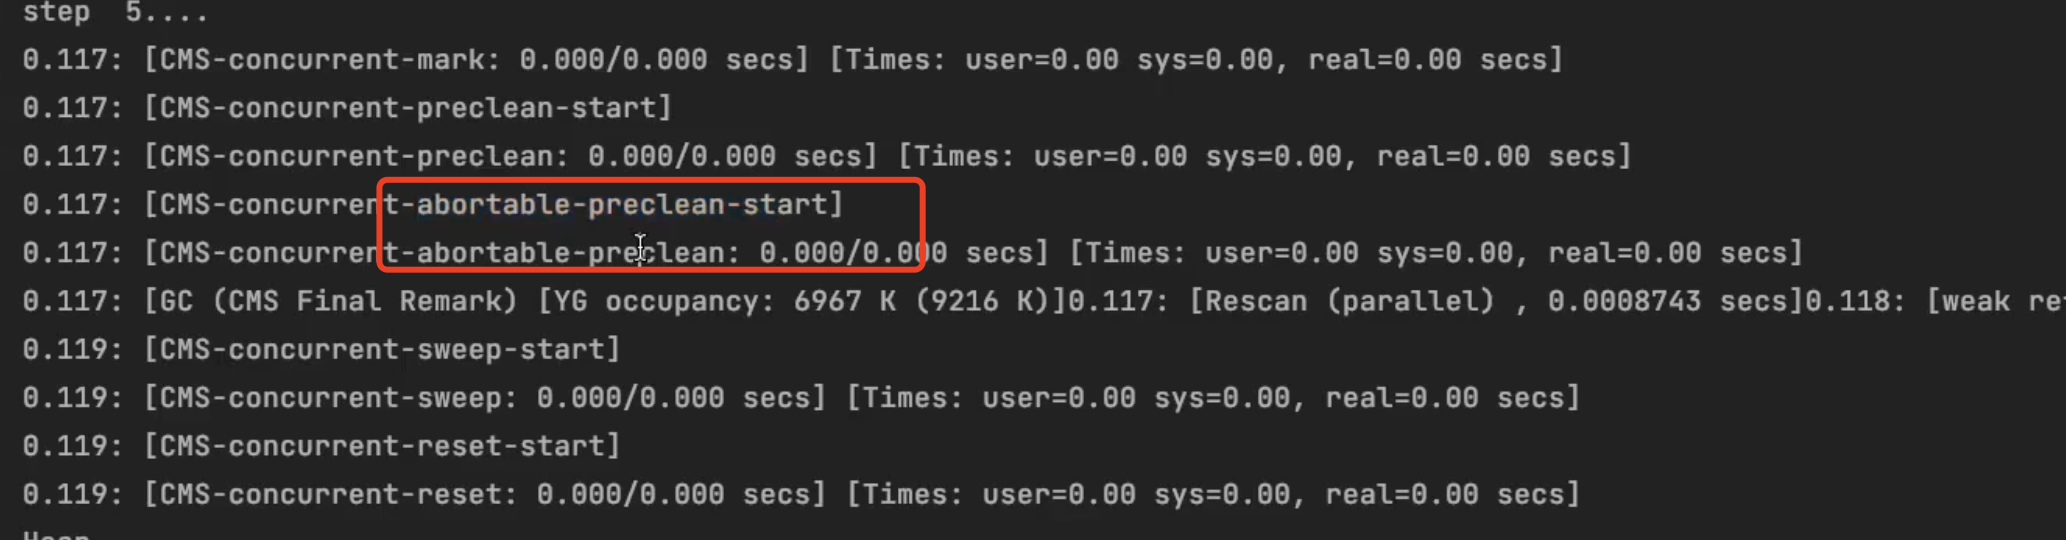 step  5....
0.117: [CMS-concurrent-mark: 0.000/0.000 secs] [Times: user=0.00 sys=0.00, real=0.00 secs]
0.117: [CMS-concurrent-preclean-start]
0.117: [CMS-concurrent-preclean: 0.000/0.000 secs] [Times: user=0.00 sys=0.00, real=0.00 secs]
0.117: [CMS-concurrent-abortable-preclean-start]
0.117: [CMS-concurrent-abortable-preclean: 0.000/0.000 secs] [Times: user=0.00 sys=0.00, real=0.00 secs]
0.117: [GC (CMS Final Remark) [YG occupancy: 6967 K (9216 K)]0.117: [Rescan (parallel) , 0.0008743 secs]0.118: [weak
0.119: [CMS-concurrent-sweep-start]
0.119: [CMS-concurrent-sweep: 0.000/0.000 secs] [Times: user=0.00 sys=0.00, real=0.00 secs]
0.119: [CMS-concurrent-reset-start]
0.119: [CMS-concurrent-reset: 0.000/0.000 secs] [Times: user=0.00 sys=0.00, real=0.00 secs]